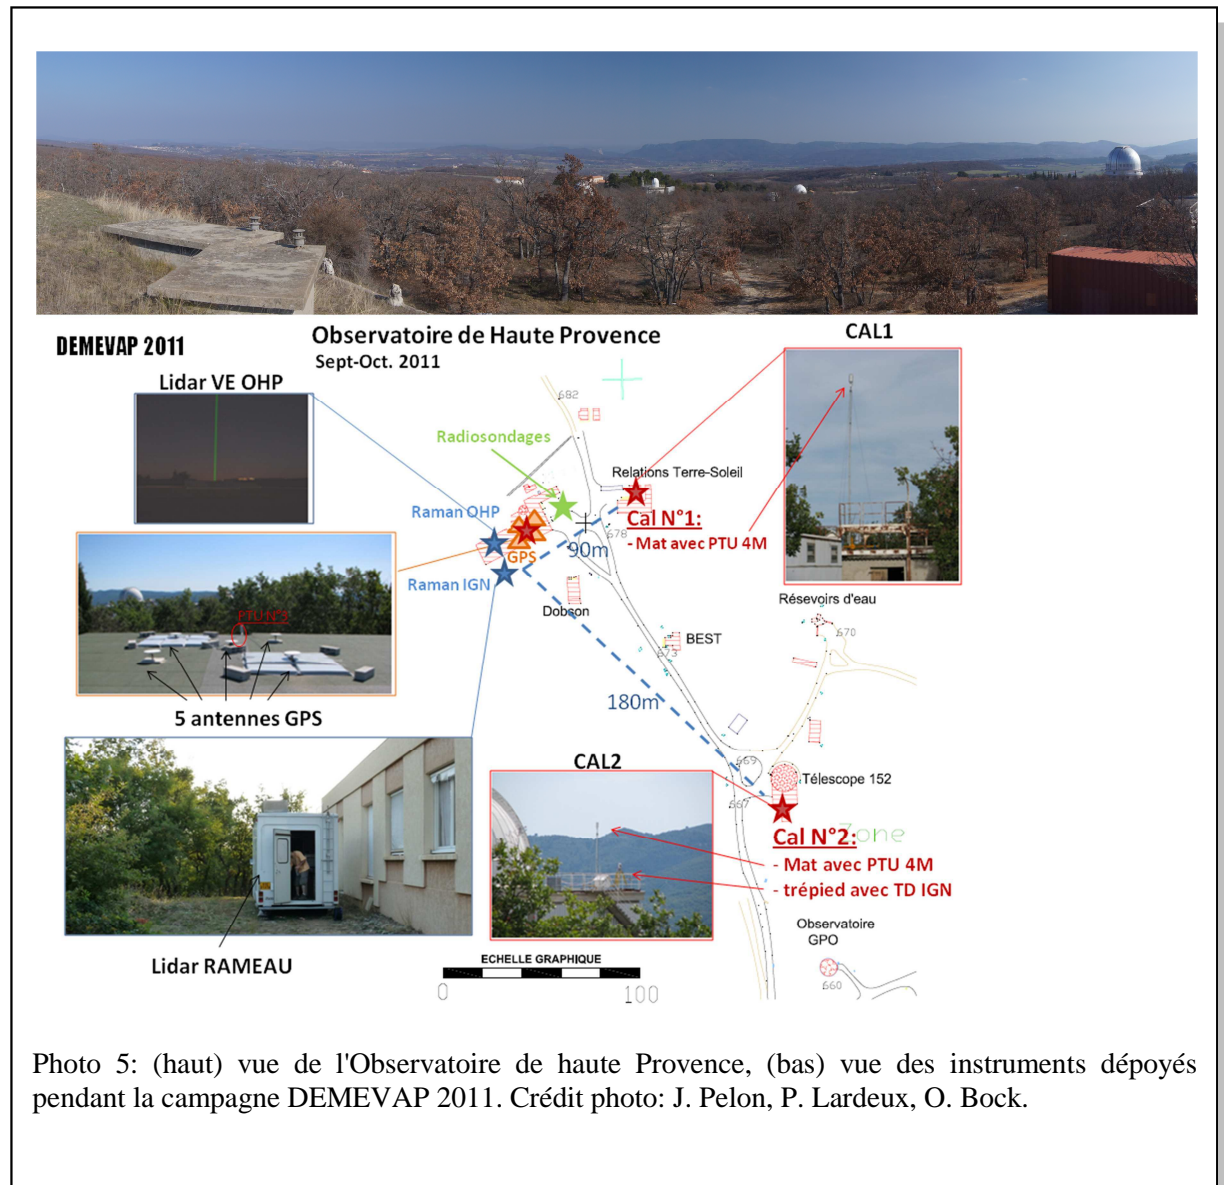 DEMEVAP 2011
Observatoire de Haute Provence
Sept-Oct. 2011
CAL1
Lidar VE OHP
682
Radiosondages
Relations Terre-Soleil
Raman OHP
Cal N°1:
- Mat avec PTU 4M
678
90m
GPS
Raman IGN
Dobson
Résevoirs d'eau
PTU N°3
BEST
670
673
5 antennes GPS
180m
CAL2
669
Télescope 152
667
Cal N°2:
Zone
- Mat avec PTU 4M
- trépied avec TD IGN
Observatoire
GPO
Lidar RAMEAU
ECHELLE GRAPHIQUE
0 100
660
Photo 5: (haut) vue de l'Observatoire de haute Provence, (bas) vue des instruments dépoyés
pendant la campagne DEMEVAP 2011. Crédit photo: J. Pelon, P. Lardeux, O. Bock.